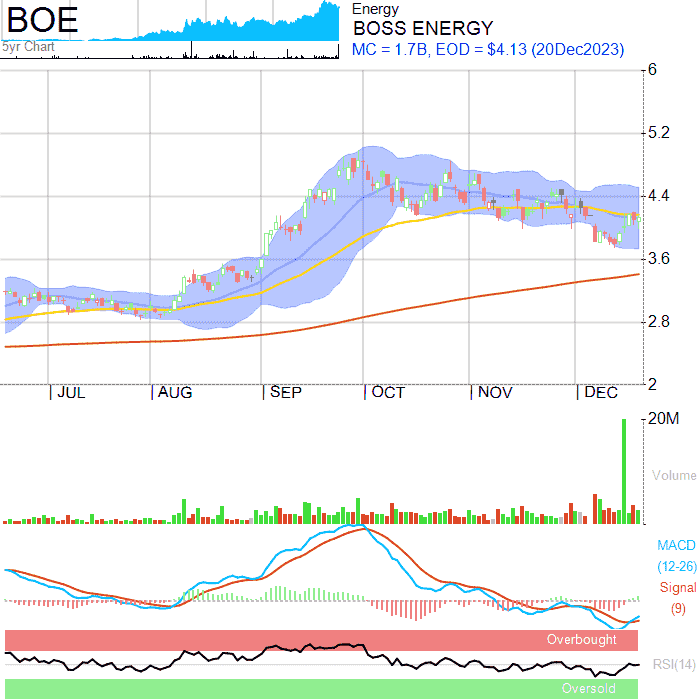 BOE
5yr Chart
Energy
BOSS ENERGY
MC = 1.7B, EOD = $4.13 (20Dec2023)
6
5.2
4.4
3.6
2.8
2
JUL AUG SEP OCT NOV DEC
20M
Volume
MACD
(12-26)
Signal
(9)
Overbought
RSI(14)
Oversold